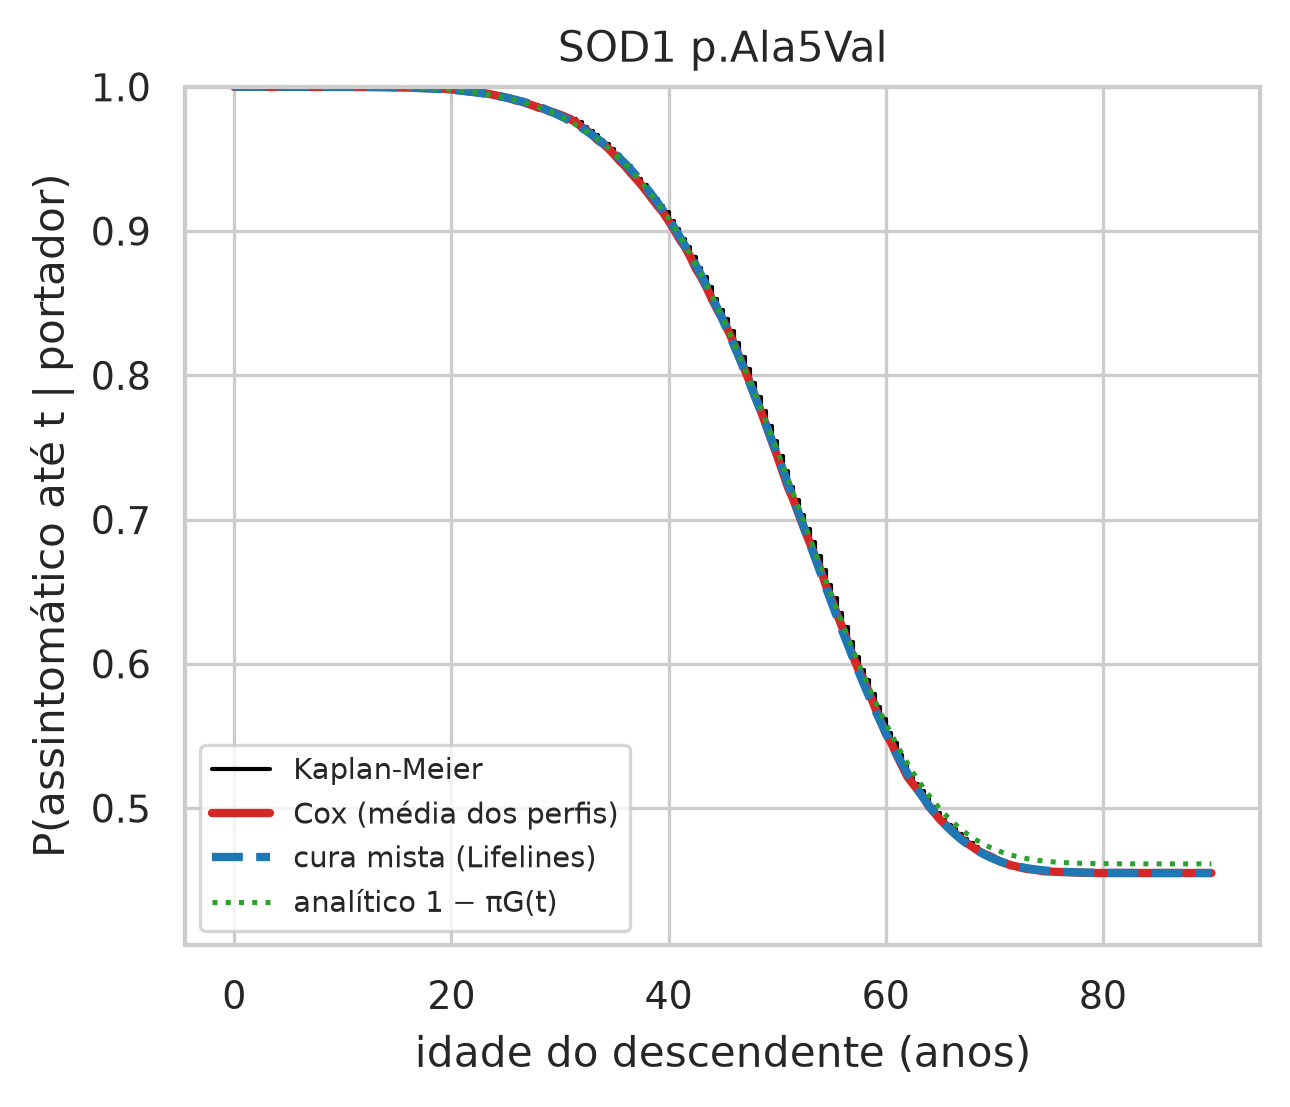 SOD1 p.Ala5Val
P(assintomático até t | portador)
1.0
0.9
0.8
0.7
0.6
0.5
Kaplan-Meier
Cox (média dos perfis)
cura mista (Lifelines)
analítico 1 − πG(t)
0 20 40 60 80
idade do descendente (anos)